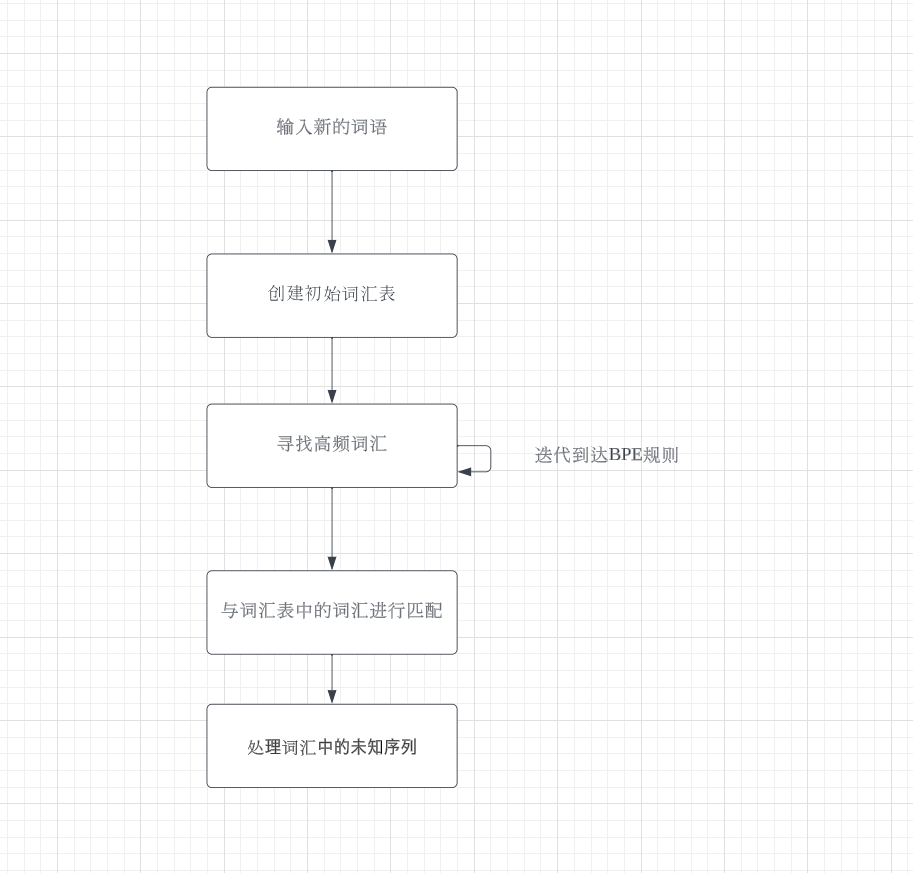 输入新的词语
创建初始词汇表
寻找高频词汇
迭代到达BPE规则
与词汇表中的词汇进行匹配
处理词汇中的未知序列